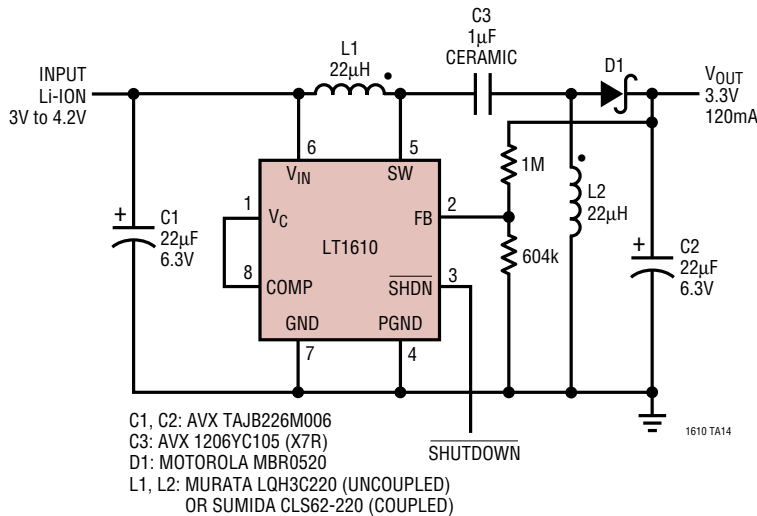 C3
1µF
CERAMIC
L1
22µH
D1
INPUT
Li-ION
3V to 4.2V
VOUT
3.3V
120mA
6
5
VIN
SW
1M
L2
22µH
1
VC
FB
2
C1
22µF
6.3V
LT1610
604k
C2
22µF
6.3V
8
COMP
SHDN
3
GND
PGND
7
4
+
+
SHUTDOWN
1610 TA14
C1, C2: AVX TAJB226M006
C3: AVX 1206YC105 (X7R)
D1: MOTOROLA MBR0520
L1, L2: MURATA LQH3C220 (UNCOUPLED)
OR SUMIDA CLS62-220 (COUPLED)